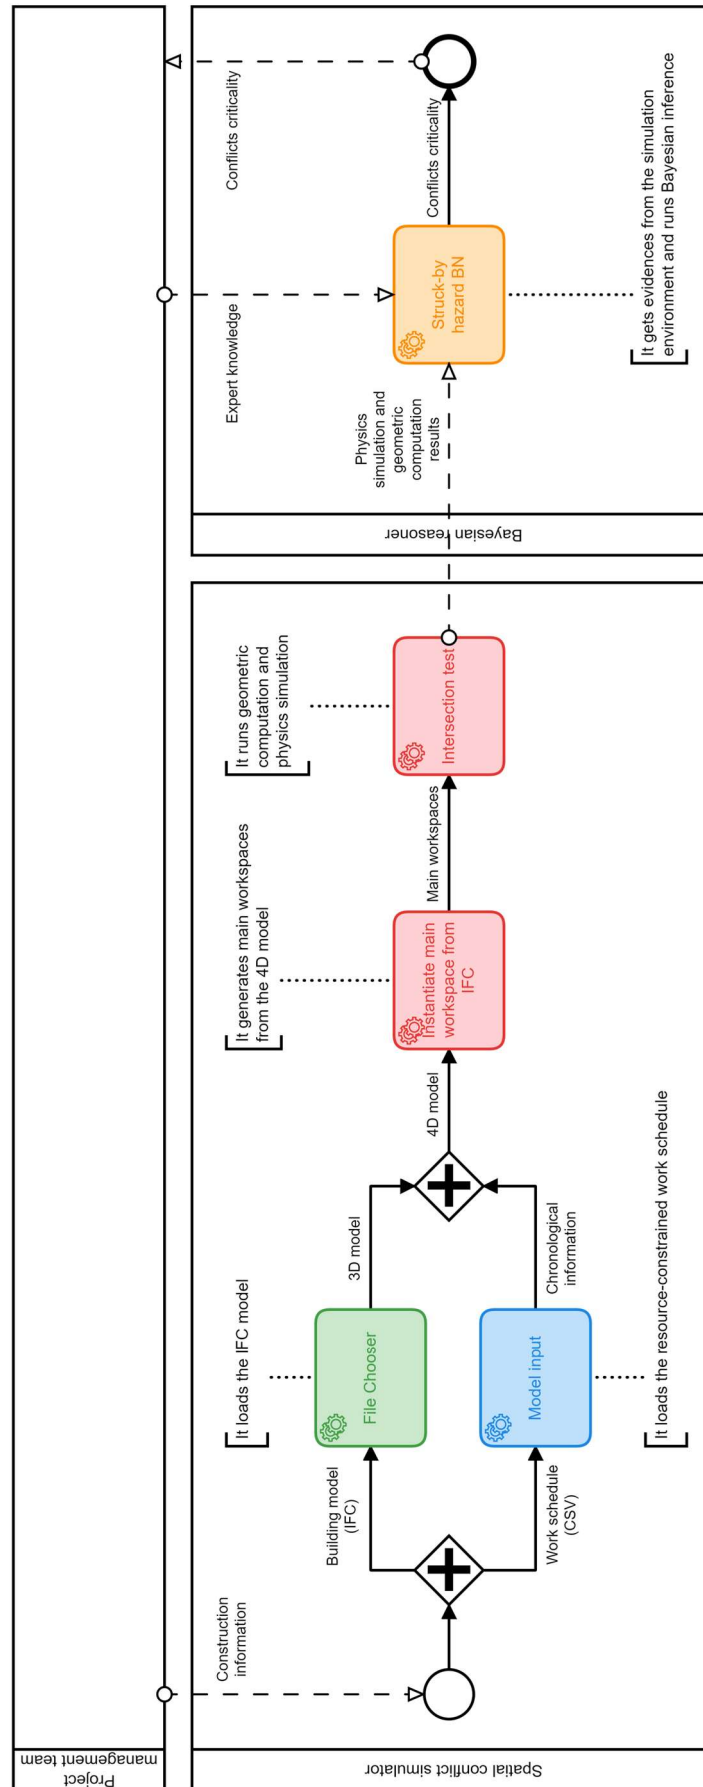 Project
management team
Spatial conflict simulator
Construction
information
Building model
(IFC)
Work schedule
(CSV)
It loads the IFC model
File Chooser
Model input
It loads the resource-constrained work schedule
3D model
Chronological
information
4D model
It generates main workspaces
from the 4D model
Instantiate main
workspace from
IFC
Main workspaces
It runs geometric
computation and
physics simulation
Intersection test
Bayesian reasoner
Physics
simulation and
geometric
computation
results
Expert knowledge
Struck-by
hazard BN
It gets evidences from the simulation
environment and runs Bayesian inference
Conflicts criticality
Conflicts criticality